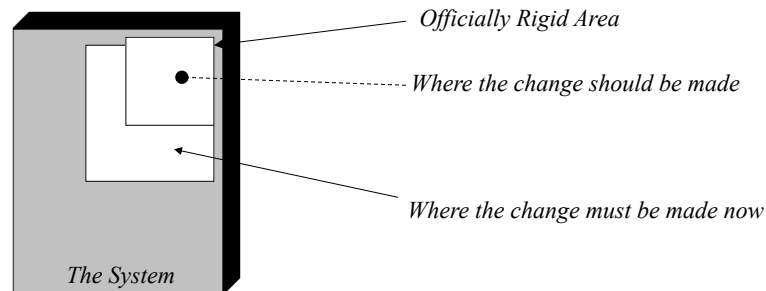 Officially Rigid Area
Where the change should be made
Where the change must be made now
The System